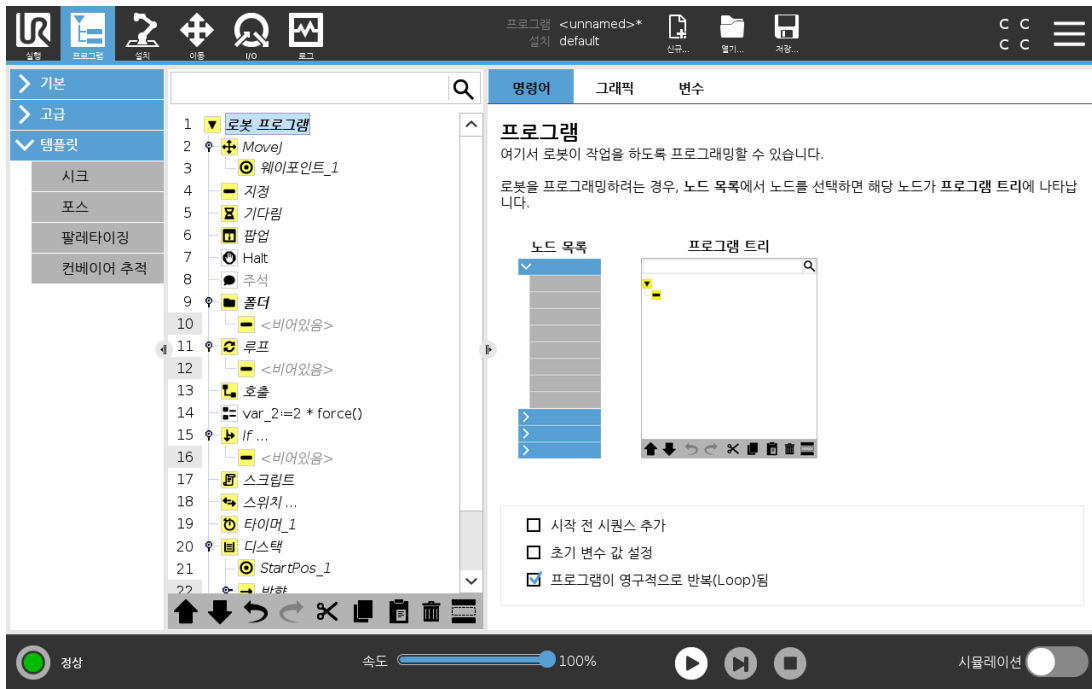 UR
실행
프로그램
설치
이동
I/O
로그
프로그램 <unnamed>*
설치 default
신규...
열기...
저장...
C C
C C
기본
고급
템플릿
시크
포스
팔레타이징
컨베이어 추적
1 로봇 프로그램
2 MoveJ
3 웨이포인트_1
4 지정
5 기다림
6 팝업
7 Halt
8 주석
9 폴더
10 <비어있음>
11 루프
12 <비어있음>
13 호출
14 var_2:=2 * force()
15 If ...
16 <비어있음>
17 스크립트
18 스위치 ...
19 타이머_1
20 디스택
21 StartPos_1
22 방향
명령어
그래픽
변수
프로그램
여기서 로봇이 작업을 하도록 프로그래밍할 수 있습니다.
로봇을 프로그래밍하려는 경우, 노드 목록에서 노드를 선택하면 해당 노드가 프로그램 트리에 나타납
니다.
노드 목록
프로그램 트리
시작 전 시퀀스 추가
초기 변수 값 설정
프로그램이 영구적으로 반복(Loop)됨
정상
속도
100%
시뮬레이션